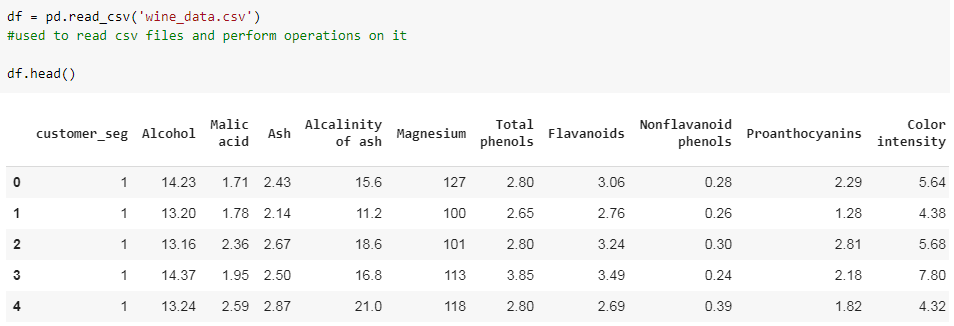 df = pd.read_csv('wine_data.csv')
#used to read csv files and perform operations on it
df.head()
customer_seg Alcohol Malic acid Ash Alcalinity of ash Magnesium Total phenols Flavanoids Nonflavanoid phenols Proanthocyanins Color intensity
0 1 14.23 1.71 2.43 15.6 127 2.80 3.06 0.28 2.29 5.64
1 1 13.20 1.78 2.14 11.2 100 2.65 2.76 0.26 1.28 4.38
2 1 13.16 2.36 2.67 18.6 101 2.80 3.24 0.30 2.81 5.68
3 1 14.37 1.95 2.50 16.8 113 3.85 3.49 0.24 2.18 7.80
4 1 13.24 2.59 2.87 21.0 118 2.80 2.69 0.39 1.82 4.32